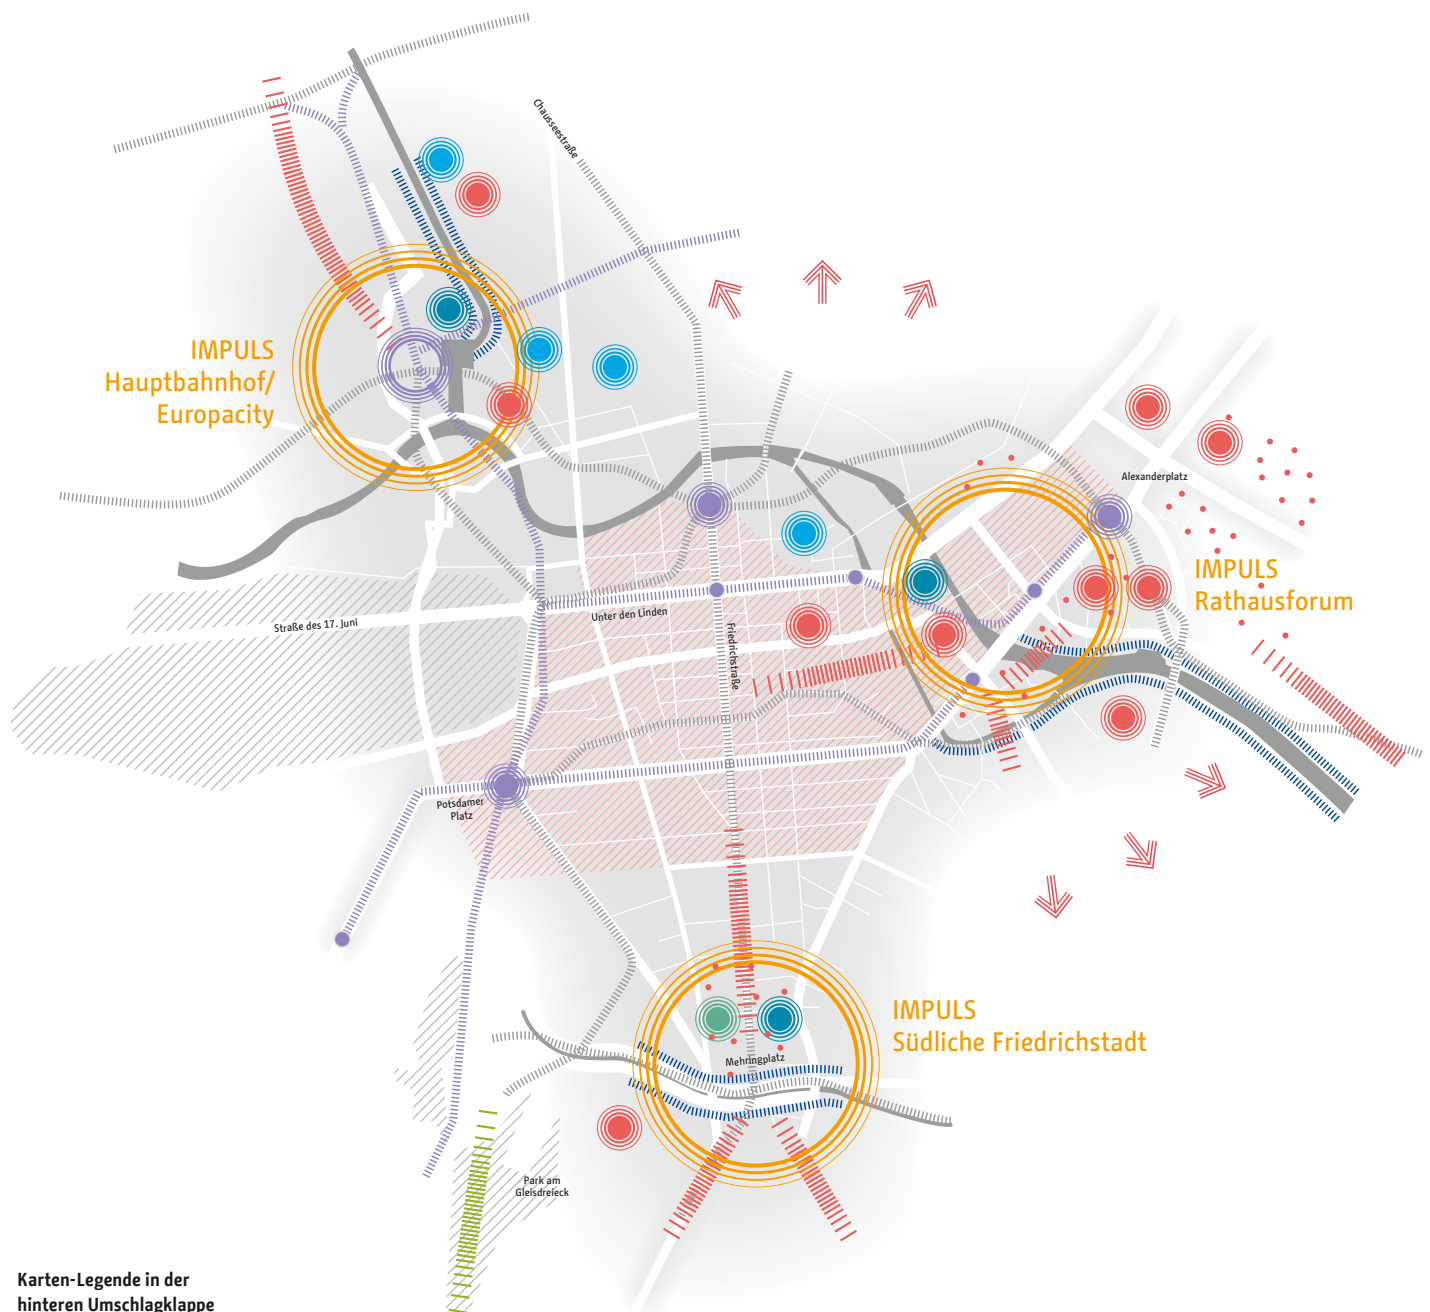 Chausseestraße
IMPULS
Hauptbahnhof/
Europacity
Alexanderplatz
IMPULS
Rathausforum
Straße des 17. Juni
Unter den Linden
Friedrichstraße
Potsdamer
Platz
IMPULS
Südliche Friedrichstadt
Mehringplatz
Park am
Gleisdreieck
Karten-Legende in der
hinteren Umschlagklappe